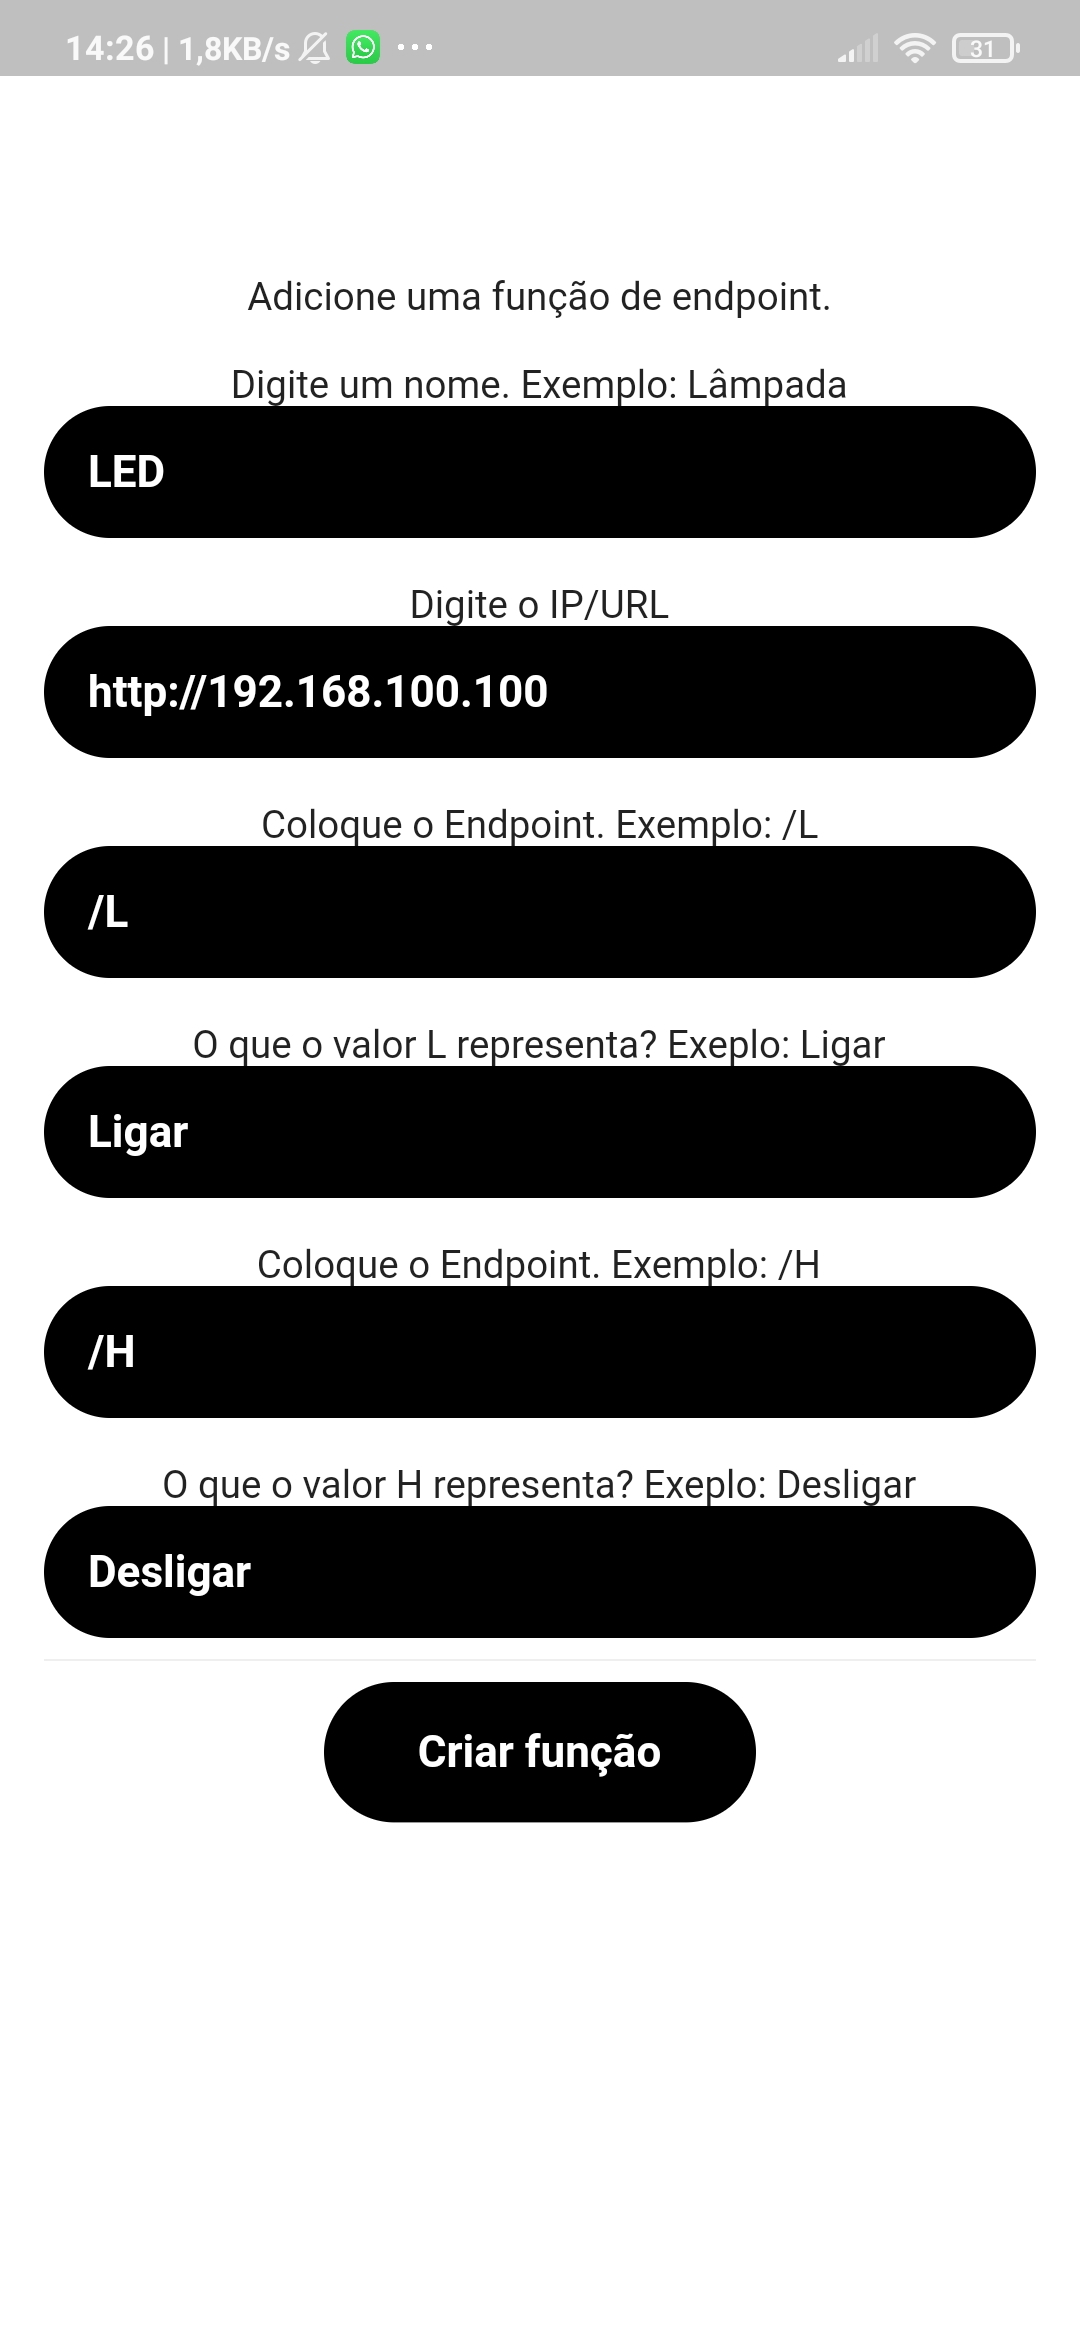 14:26 | 1,8KB/s
31
Adicione uma função de endpoint.
Digite um nome. Exemplo: Lâmpada
LED
Digite o IP/URL
http://192.168.100.100
Coloque o Endpoint. Exemplo: /L
/L
O que o valor L representa? Exeplo: Ligar
Ligar
Coloque o Endpoint. Exemplo: /H
/H
O que o valor H representa? Exeplo: Desligar
Desligar
Criar função